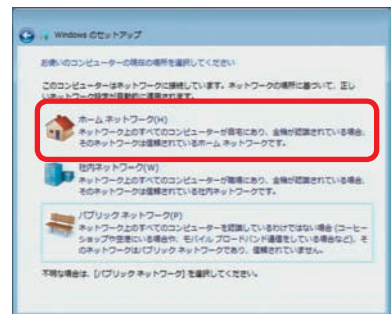 Windows のセットアップ
お使いのコンピューターの現在の場所を選択してください
このコンピューターはネットワークに接続しています。ネットワークの場所に基づいて、正し
いネットワーク設定が自動的に適用されます。
ホーム ネットワーク(H)
ネットワーク上のすべてのコンピューターが自宅にあり、全機が認識されている場合、
そのネットワークは信頼されているホーム ネットワークです。
社内ネットワーク(W)
ネットワーク上のすべてのコンピューターが職場にあり、全機が認識されている場合、
そのネットワークは信頼されている社内ネットワークです。
パブリック ネットワーク(P)
ネットワーク上のすべてのコンピューターを認識しているわけではない場合 (コーヒー
ショップや空港にいる場合や、モバイル ブロードバンド通信をしている場合など)、そ
のネットワークはパブリック ネットワークであり、信頼されていません。
不明な場合は、[パブリック ネットワーク] を選択してください。